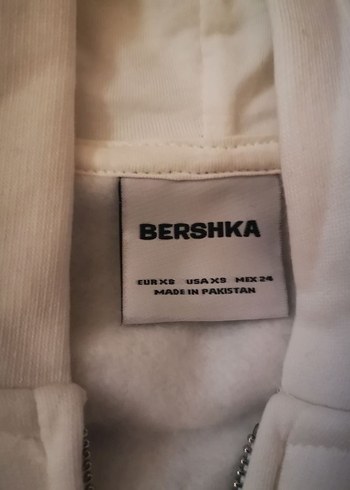 BERSHKA
EUR XS USA XS MEX 24
MADE IN PAKISTAN